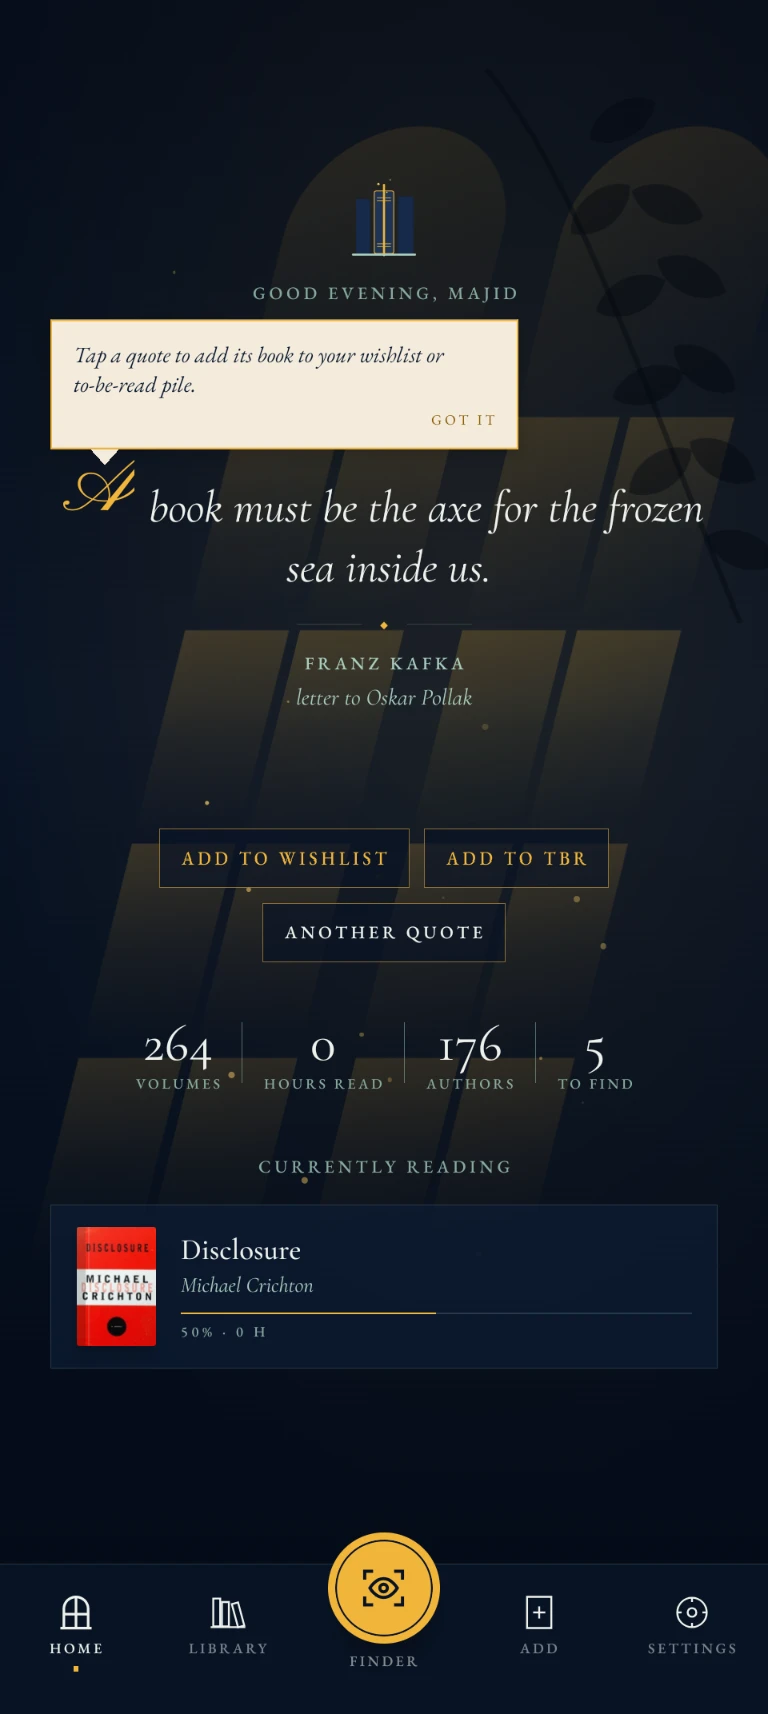 GOOD EVENING, MAJID
Tap a quote to add its book to your wishlist or
to-be-read pile.
GOT IT
A book must be the axe for the frozen
sea inside us.
FRANZ KAFKA
letter to Oskar Pollak
ADD TO WISHLIST ADD TO TBR
ANOTHER QUOTE
264 0 176 5
VOLUMES HOURS READ AUTHORS TO FIND
CURRENTLY READING
DISCLOSURE
MICHAEL
DISCLOSURE
CRICHTON
Disclosure
Michael Crichton
50% · 0 H
HOME LIBRARY FINDER ADD SETTINGS